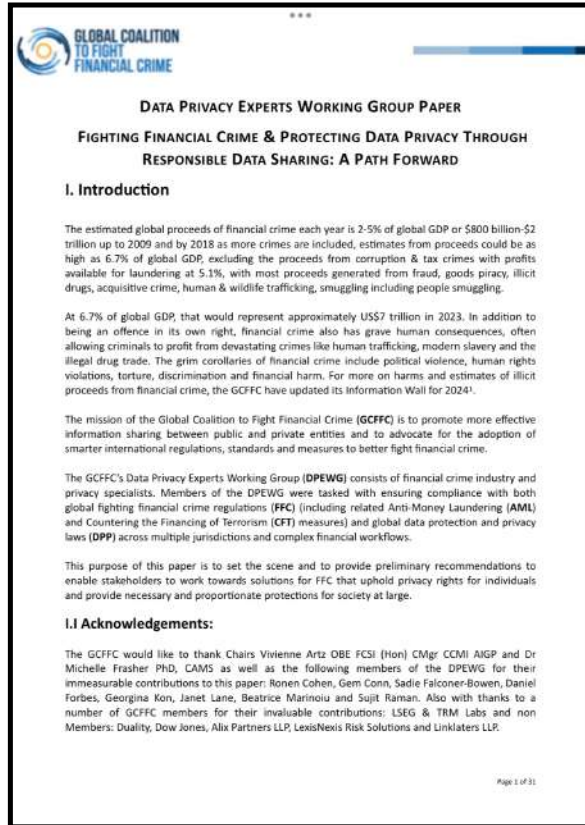 GLOBAL COALITION
TO FIGHT
FINANCIAL CRIME
DATA PRIVACY EXPERTS WORKING GROUP PAPER
FIGHTING FINANCIAL CRIME & PROTECTING DATA PRIVACY THROUGH
RESPONSIBLE DATA SHARING: A PATH FORWARD
I. Introduction
The estimated global proceeds of financial crime each year is 2-5% of global GDP or $800 billion-$2
trillion up to 2009 and by 2018 as more crimes are included, estimates from proceeds could be as
high as 6.7% of global GDP, excluding the proceeds from corruption & tax crimes with profits
available for laundering at 5.1%, with most proceeds generated from fraud, goods piracy, illicit
drugs, acquisitive crime, human & wildlife trafficking, smuggling including people smuggling.
At 6.7% of global GDP, that would represent approximately US$7 trillion in 2023. In addition to
being an offence in its own right, financial crime also has grave human consequences, often
allowing criminals to profit from devastating crimes like human trafficking, modern slavery and the
illegal drug trade. The grim corollaries of financial crime include political violence, human rights
violations, torture, discrimination and financial harm. For more on harms and estimates of illicit
proceeds from financial crime, the GCFFC have updated its Information Wall for 2024¹.
The mission of the Global Coalition to Fight Financial Crime (GCFFC) is to promote more effective
information sharing between public and private entities and to advocate for the adoption of
smarter international regulations, standards and measures to better fight financial crime.
The GCFFC's Data Privacy Experts Working Group (DPEWG) consists of financial crime industry and
privacy specialists. Members of the DPEWG were tasked with ensuring compliance with both
global fighting financial crime regulations (FFC) (including related Anti-Money Laundering (AML)
and Countering the Financing of Terrorism (CFT) measures) and global data protection and privacy
laws (DPP) across multiple jurisdictions and complex financial workflows.
This purpose of this paper is to set the scene and to provide preliminary recommendations to
enable stakeholders to work towards solutions for FFC that uphold privacy rights for individuals
and provide necessary and proportionate protections for society at large.
I.I Acknowledgements:
The GCFFC would like to thank Chairs Vivienne Artz OBE FCSI (Hon) CMgr CCMI AIGP and Dr
Michelle Frasher PhD, CAMS as well as the following members of the DPEWG for their
immeasurable contributions to this paper: Ronen Cohen, Gem Conn, Sadie Falconer-Bowen, Daniel
Forbes, Georgina Kon, Janet Lane, Beatrice Marinoiu and Sujit Raman. Also with thanks to a
number of GCFFC members for their invaluable contributions: LSEG & TRM Labs and non
Members: Duality, Dow Jones, Alix Partners LLP, LexisNexis Risk Solutions and Linklaters LLP.
Page 1 of 31